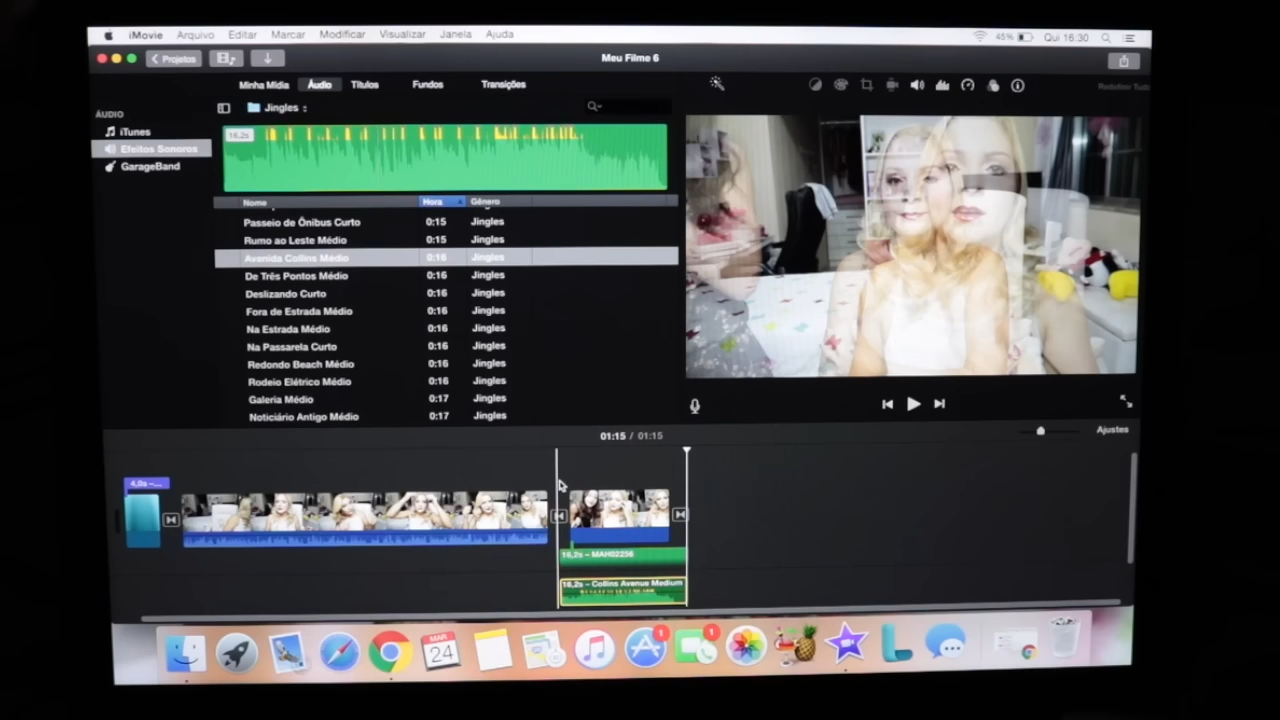 iMovie Arquivo Editar Marcar Modificar Visualizar Janela Ajuda 45% Qui 16:30
Projetos Meu Filme 6
Minha Mídia Áudio Títulos Fundos Transições Redefinir Tudo
ÁUDIO
iTunes
Efeitos Sonoros
GarageBand
Jingles
16,2s
Nome Hora Gênero
Passeio de Ônibus Curto 0:15 Jingles
Rumo ao Leste Médio 0:15 Jingles
Avenida Collins Médio 0:16 Jingles
De Três Pontos Médio 0:16 Jingles
Deslizando Curto 0:16 Jingles
Fora de Estrada Médio 0:16 Jingles
Na Estrada Médio 0:16 Jingles
Na Passarela Curto 0:16 Jingles
Redondo Beach Médio 0:16 Jingles
Rodeio Elétrico Médio 0:16 Jingles
Galeria Médio 0:17 Jingles
Noticiário Antigo Médio 0:17 Jingles
01:15 / 01:15 Ajustes
4,0s –...
16,2s – MAH02256
16,2s – Collins Avenue Medium
MAR
24
1
1